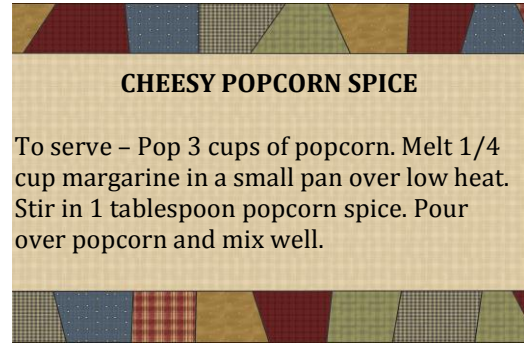 CHEESY POPCORN SPICE
To serve – Pop 3 cups of popcorn. Melt 1/4
cup margarine in a small pan over low heat.
Stir in 1 tablespoon popcorn spice. Pour
over popcorn and mix well.